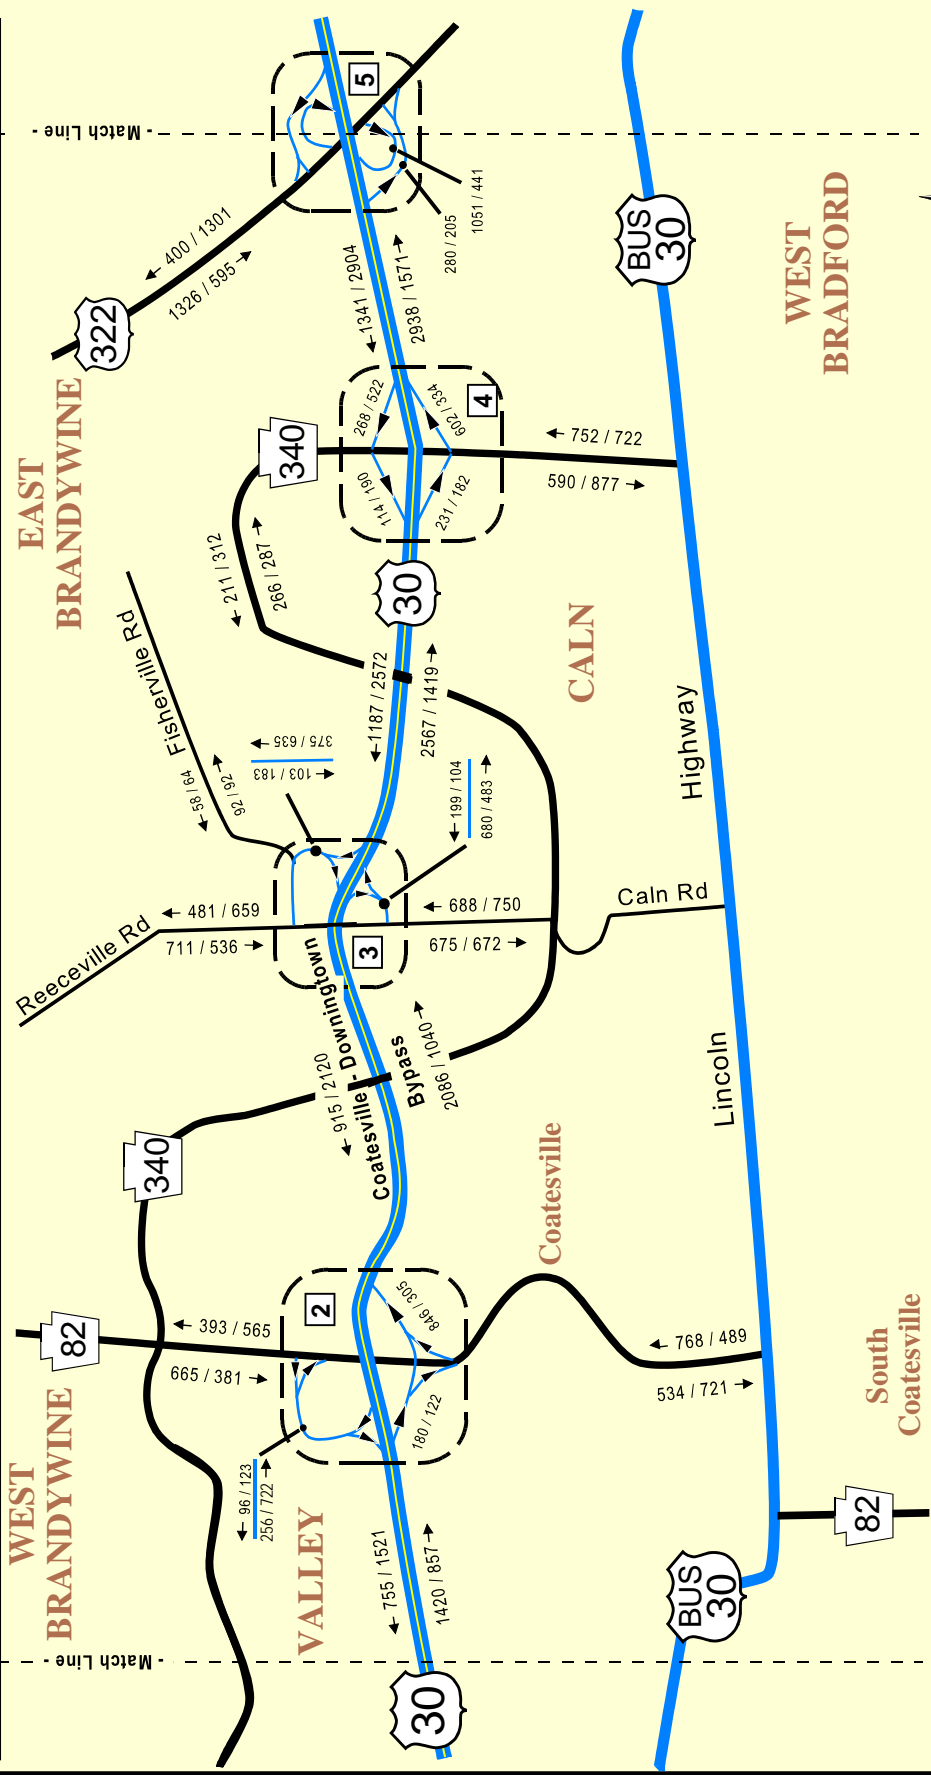 - Match Line -
5
400 / 1301
1326 / 595
1051 / 441
280 / 205
322
1341 / 2904
2938 / 1571
BUS
30
WEST
BRADFORD
EAST
BRANDYWINE
340
268 / 522
602 / 334
4
114 / 190
231 / 182
752 / 722
590 / 877
211 / 312
266 / 287
30
CALN
Fisherville Rd
58 / 64
92 / 92
1187 / 2572
2567 / 1419
375 / 635
103 / 183
199 / 104
680 / 483
Highway
Reeceville Rd
481 / 659
711 / 536
688 / 750
675 / 672
3
Caln Rd
Coatesville - Downingtown
Bypass
915 / 2120
2086 / 1040
Lincoln
340
Coatesville
82
393 / 565
665 / 381
2
846 / 305
180 / 122
768 / 489
534 / 721
South
Coatesville
WEST
BRANDYWINE
96 / 123
256 / 722
VALLEY
755 / 1521
1420 / 857
82
BUS
30
- Match Line -
30